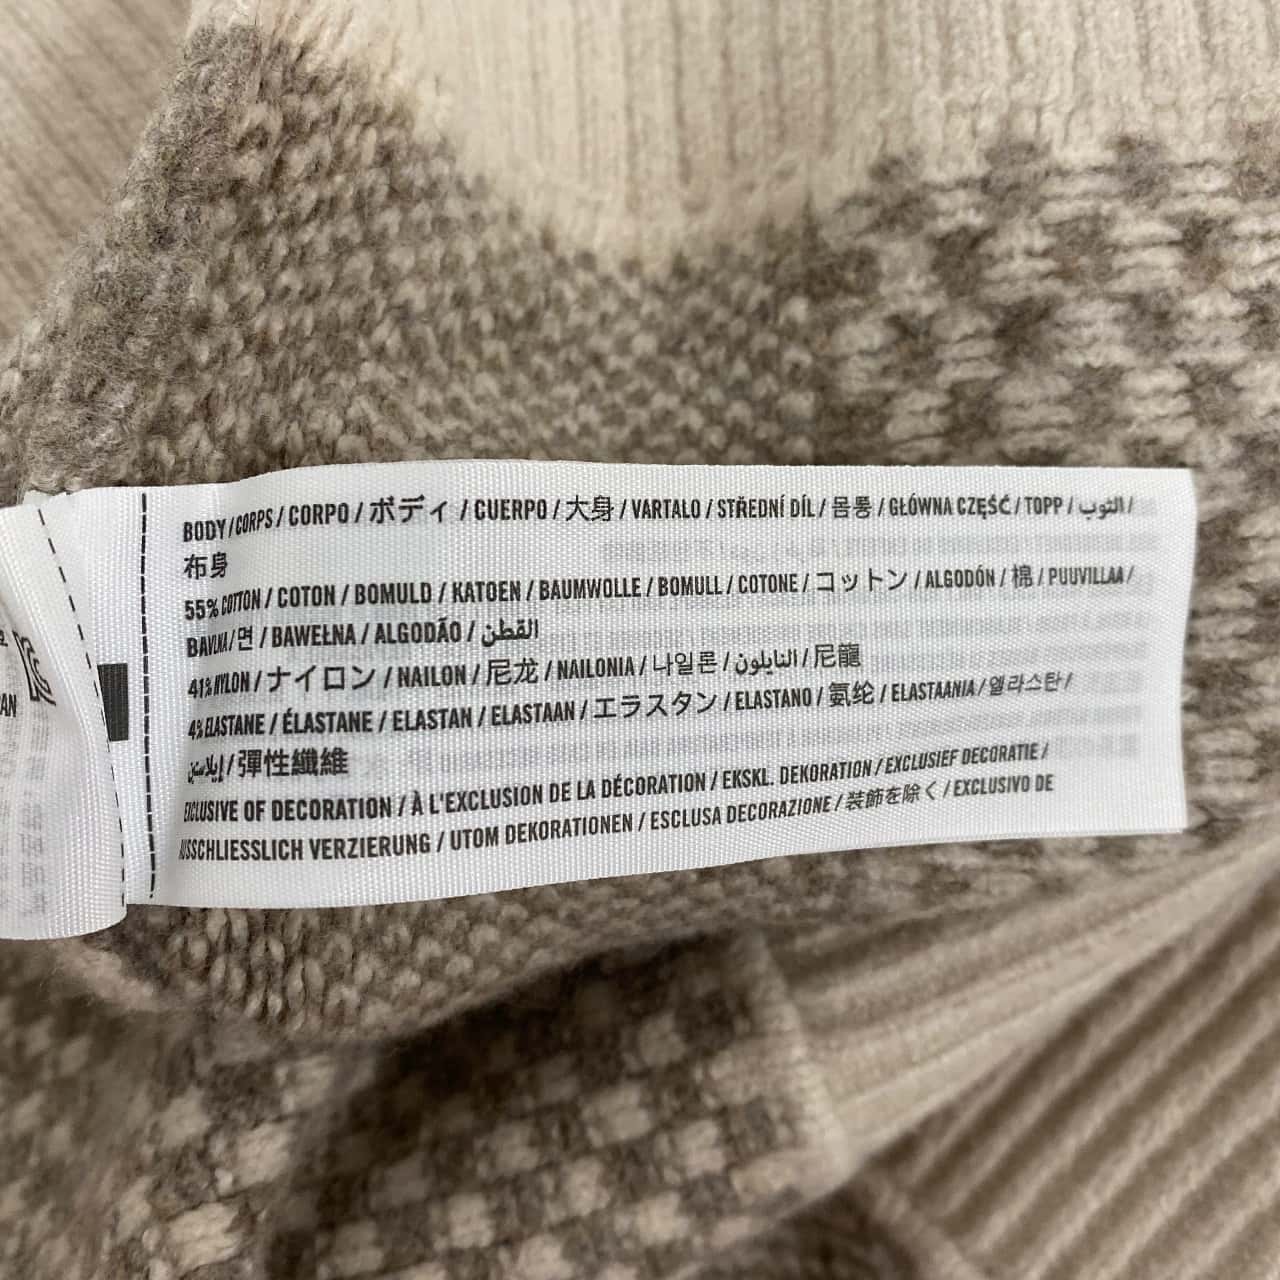 BODY / CORPS / CORPO / ボディ / CUERPO / 大身 / VARTALO / STŘEDNÍ DÍL / 몸통 / GŁÓWNA CZĘŚĆ / TOPP / الثوب /
布身
55% COTTON / COTON / BOMULD / KATOEN / BAUMWOLLE / BOMULL / COTONE / コットン / ALGODÓN / 棉 / PUUVILLAA /
BAVLNA / 면 / BAWEŁNA / ALGODÃO / القطن
41% NYLON / ナイロン / NAILON / 尼龙 / NAILONIA / 나일론 / النايلون / 尼龍
4% ELASTANE / ÉLASTANE / ELASTAN / ELASTAAN / エラスタン / ELASTANO / 氨纶 / ELASTAANIA / 엘라스탄 /
إيلاستين / 彈性纖維
EXCLUSIVE OF DECORATION / À L'EXCLUSION DE LA DÉCORATION / EKSKL. DEKORATION / EXCLUSIEF DECORATIE /
AUSSCHLIESSLICH VERZIERUNG / UTOM DEKORATIONEN / ESCLUSA DECORAZIONE / 装飾を除く / EXCLUSIVO DE